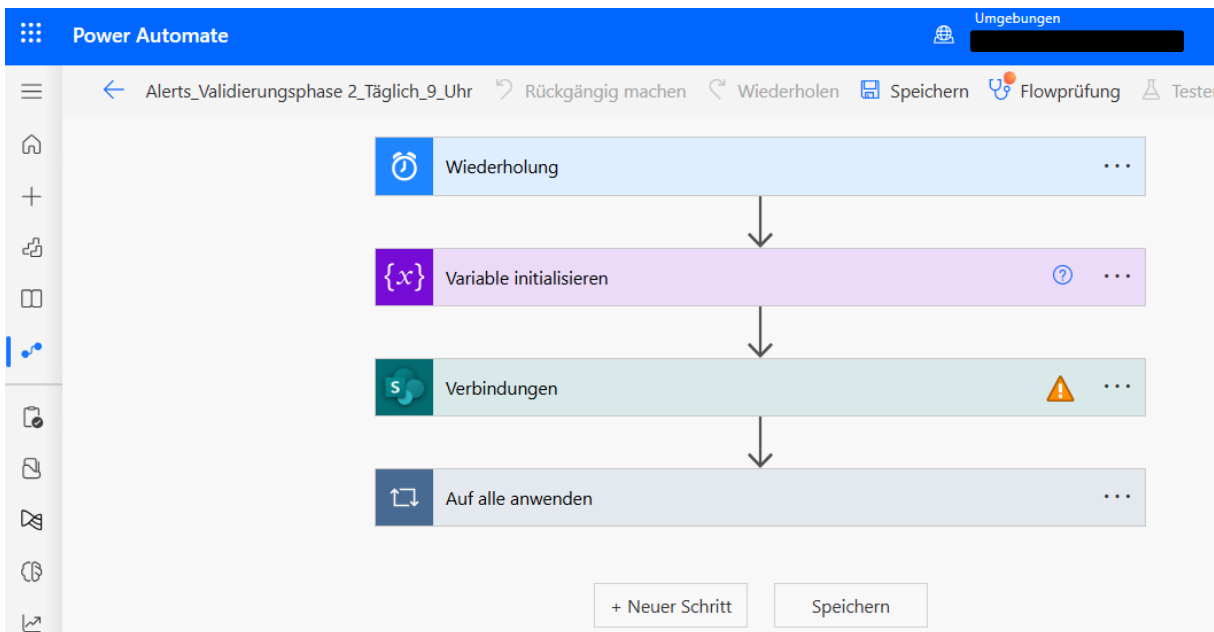 Umgebungen
Power Automate
Alerts_Validierungsphase 2_Täglich_9_Uhr Rückgängig machen Wiederholen Speichern Flowprüfung Tester
Wiederholung
{x} Variable initialisieren ?
S Verbindungen
Auf alle anwenden
+ Neuer Schritt Speichern